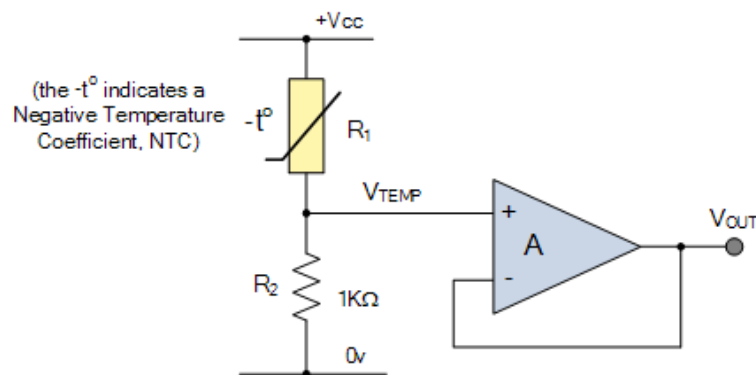 +Vcc
(the -t° indicates a
Negative Temperature
Coefficient, NTC)
-t°
R1
VTEMP
+
A
-
VOUT
R2
1KΩ
0v